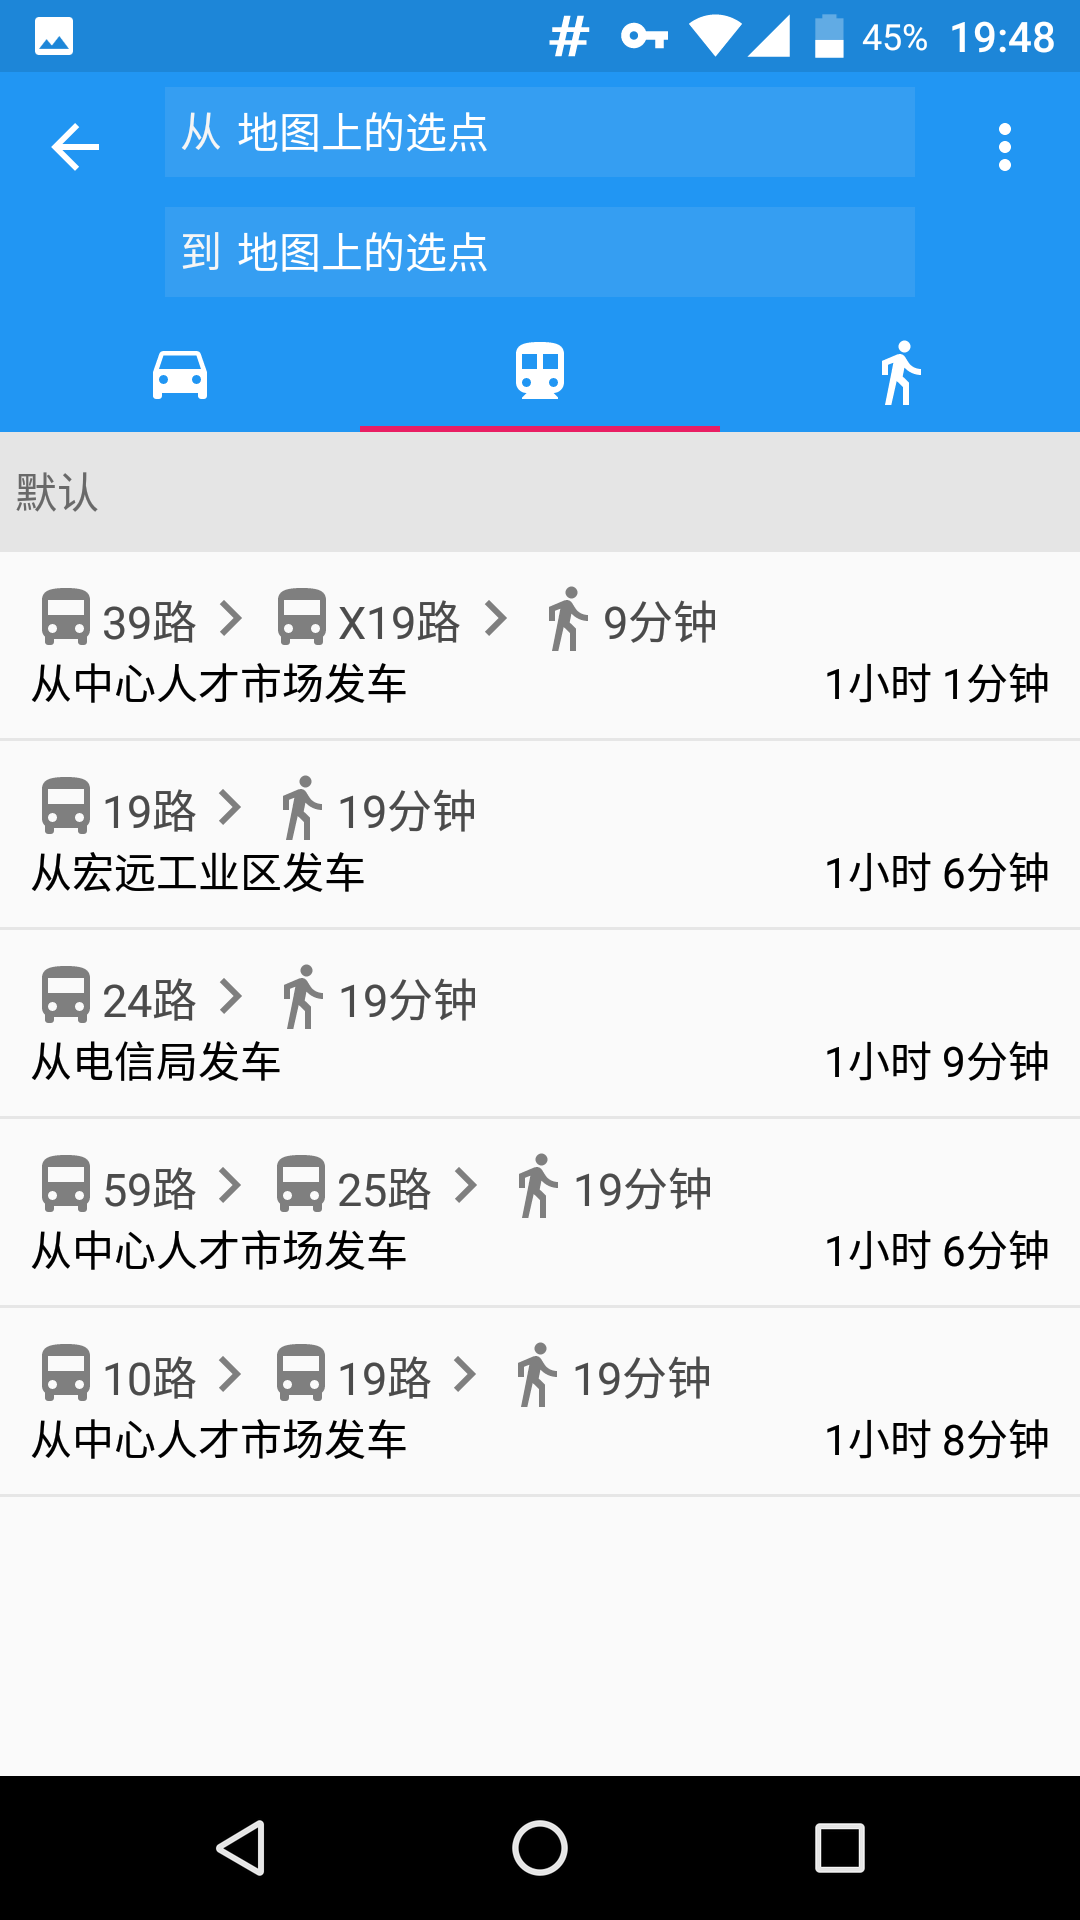 45% 19:48
从 地图上的选点
到 地图上的选点
默认
39路 X19路 9分钟
从中心人才市场发车 1小时 1分钟
19路 19分钟
从宏远工业区发车 1小时 6分钟
24路 19分钟
从电信局发车 1小时 9分钟
59路 25路 19分钟
从中心人才市场发车 1小时 6分钟
10路 19路 19分钟
从中心人才市场发车 1小时 8分钟